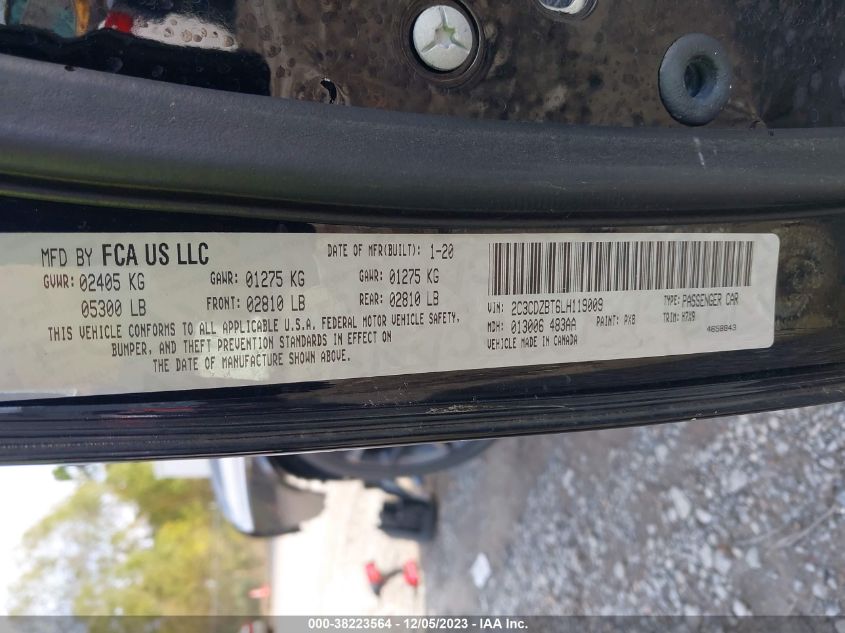 MFD BY FCA US LLC
DATE OF MFR(BUILT): 1-20
GVWR: 02405 KG
GAWR: 01275 KG
GAWR: 01275 KG
05300 LB
FRONT: 02810 LB
REAR: 02810 LB
THIS VEHICLE CONFORMS TO ALL APPLICABLE U.S.A. FEDERAL MOTOR VEHICLE SAFETY,
BUMPER, AND THEFT PREVENTION STANDARDS IN EFFECT ON
THE DATE OF MANUFACTURE SHOWN ABOVE.
VIN: 2C3CDZBT6LH119009
TYPE: PASSENGER CAR
MDH: 013006 483AA
PAINT: PX8
TRIM: H7X9
VEHICLE MADE IN CANADA
4658843
000-38223564 - 12/05/2023 - IAA Inc.